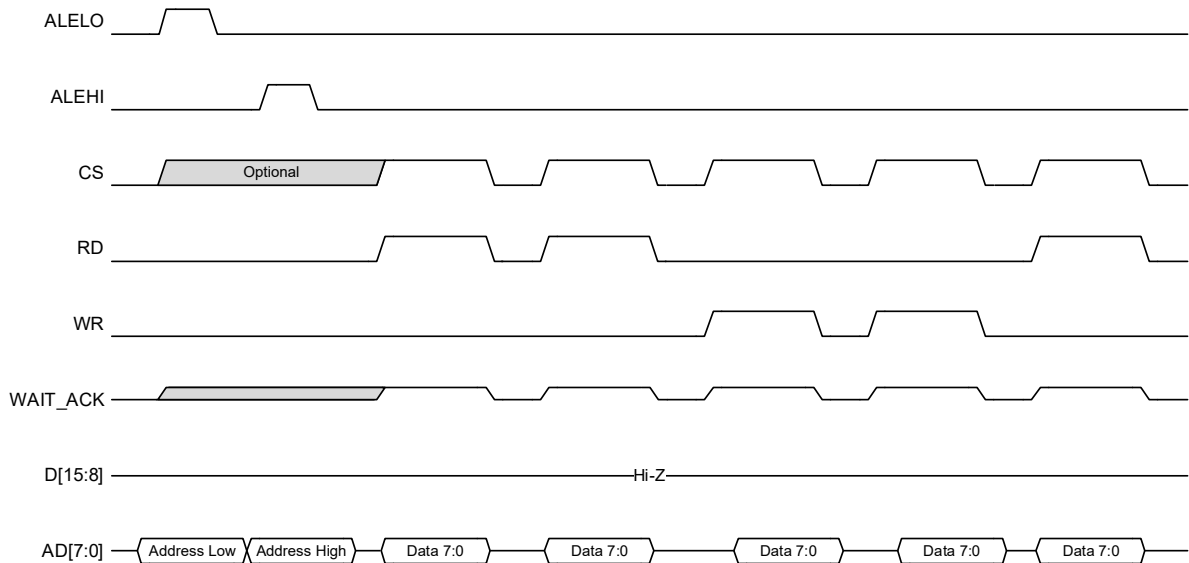 ALELO
ALEHI
CS Optional
RD
WR
WAIT_ACK
D[15:8] Hi-Z
AD[7:0] Address Low Address High Data 7:0 Data 7:0 Data 7:0 Data 7:0 Data 7:0